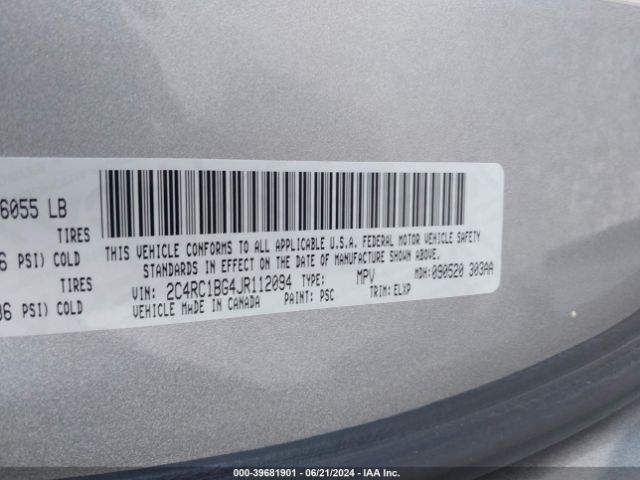 6055 LB
TIRES
6 PSI) COLD
TIRES
36 PSI) COLD
THIS VEHICLE CONFORMS TO ALL APPLICABLE U.S.A. FEDERAL MOTOR VEHICLE SAFETY
STANDARDS IN EFFECT ON THE DATE OF MANUFACTURE SHOWN ABOVE.
VIN: 2C4RC1BG4JR112094 TYPE: MPV MDH: 090520 303AA
VEHICLE MADE IN CANADA PAINT: PSC TRIM: ELXP
000-39681901 - 06/21/2024 - IAA Inc.